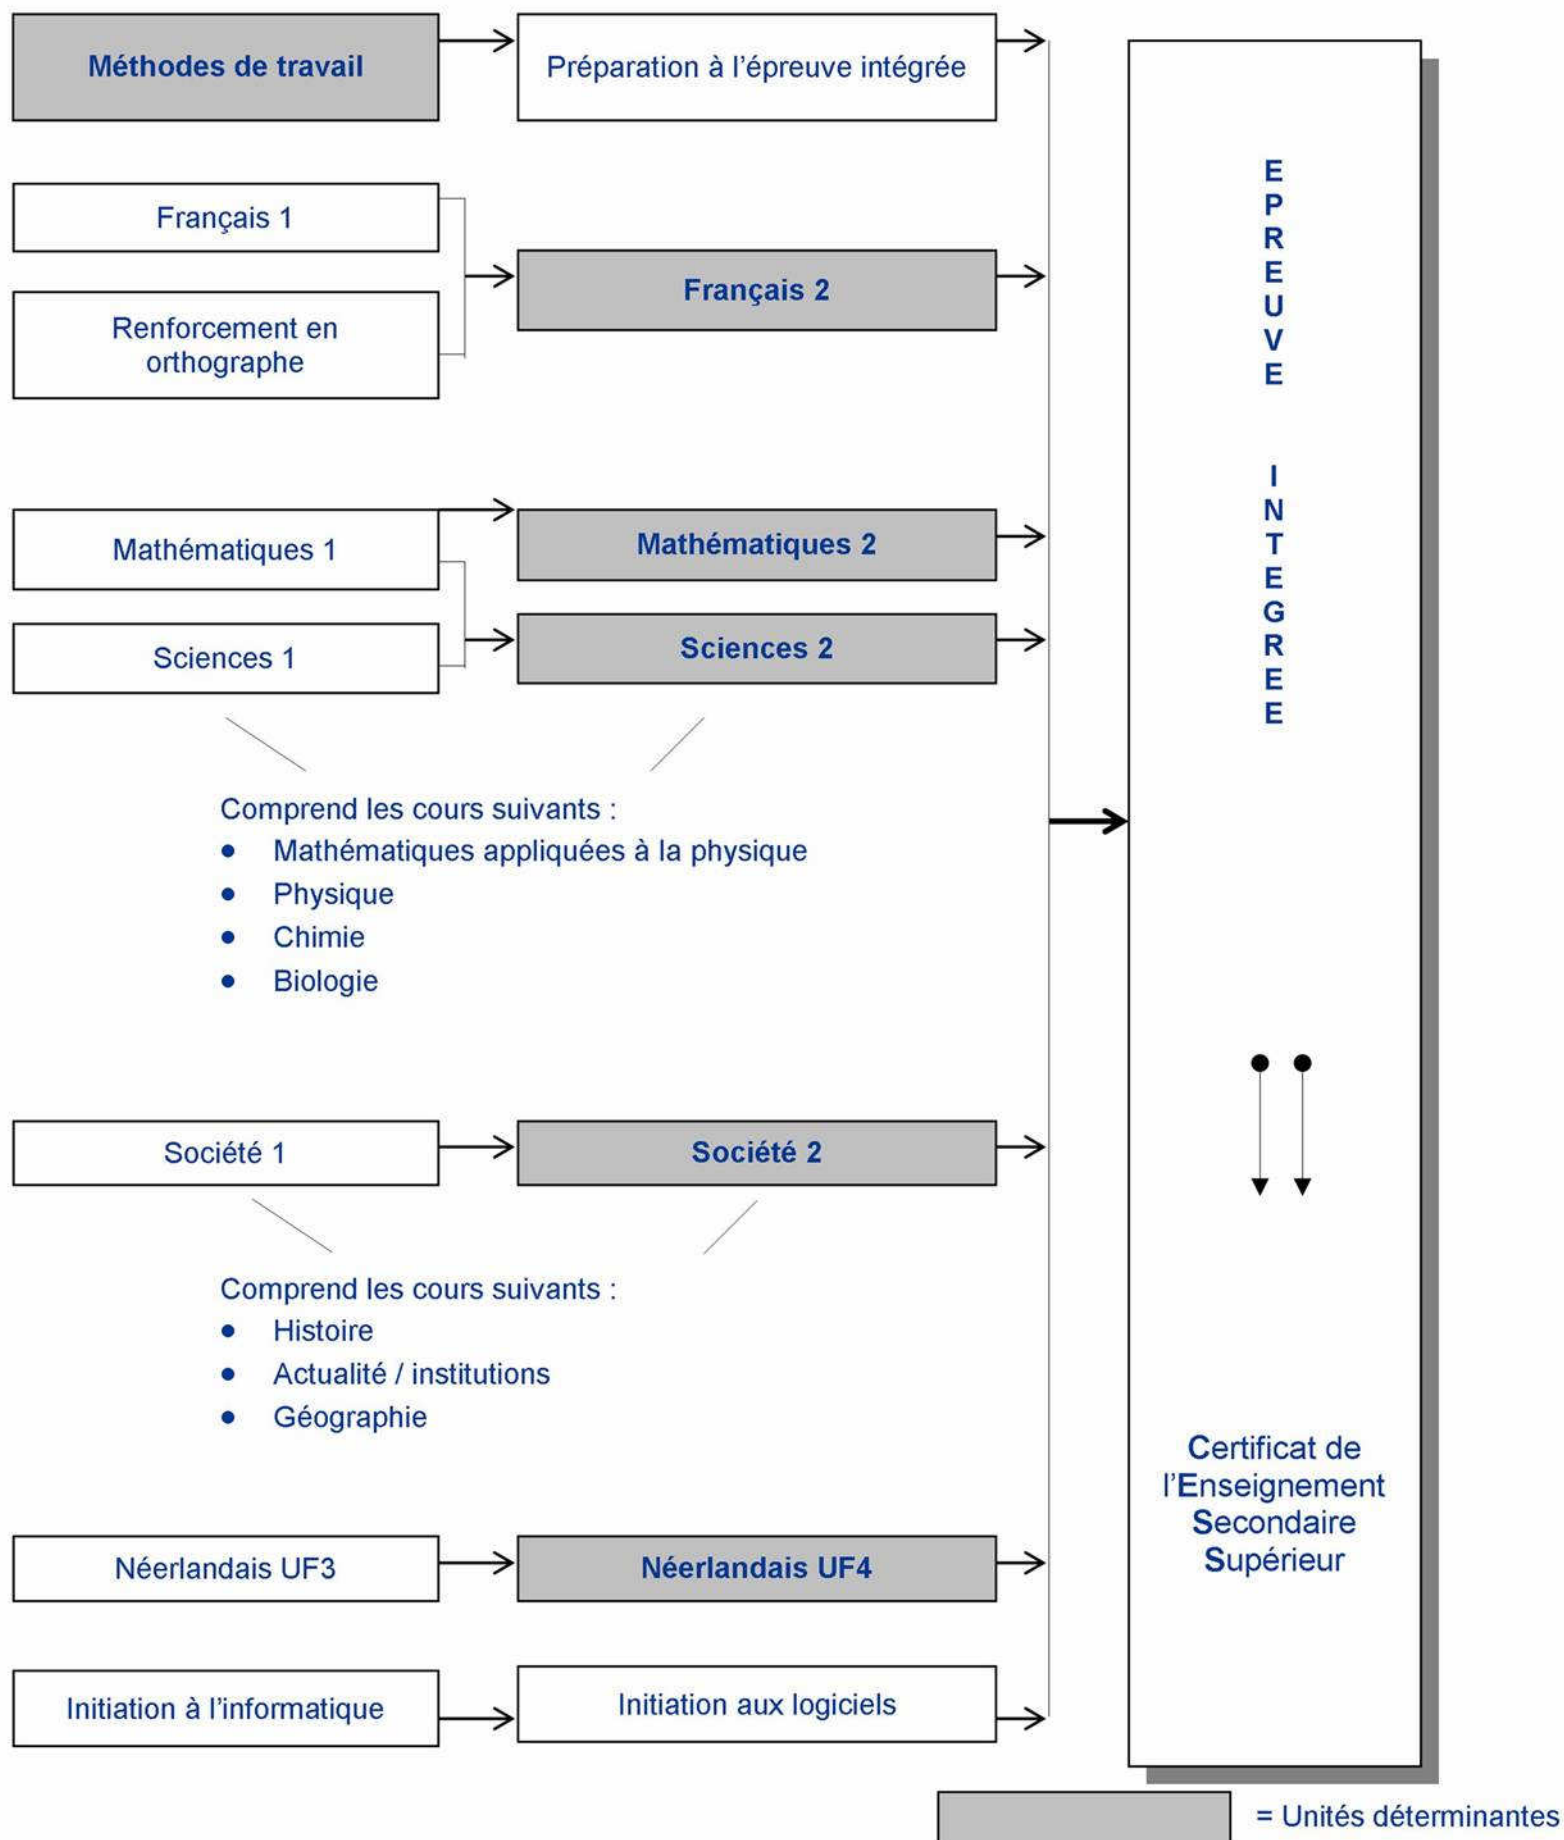 Méthodes de travail
Préparation à l'épreuve intégrée
Français 1
Renforcement en
orthographe
Français 2
Mathématiques 1
Mathématiques 2
Sciences 1
Sciences 2
Comprend les cours suivants :
● Mathématiques appliquées à la physique
● Physique
● Chimie
● Biologie
Société 1
Société 2
Comprend les cours suivants :
● Histoire
● Actualité / institutions
● Géographie
Néerlandais UF3
Néerlandais UF4
Initiation à l'informatique
Initiation aux logiciels
E
P
R
E
U
V
E
I
N
T
E
G
R
E
E
Certificat de
l'Enseignement
Secondaire
Supérieur
= Unités déterminantes